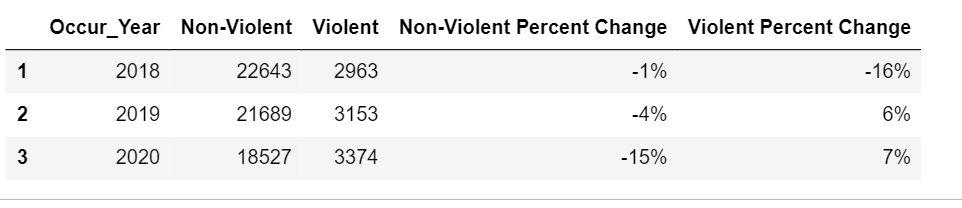 Occur_Year Non-Violent Violent Non-Violent Percent Change Violent Percent Change
1 2018 22643 2963 -1% -16%
2 2019 21689 3153 -4% 6%
3 2020 18527 3374 -15% 7%